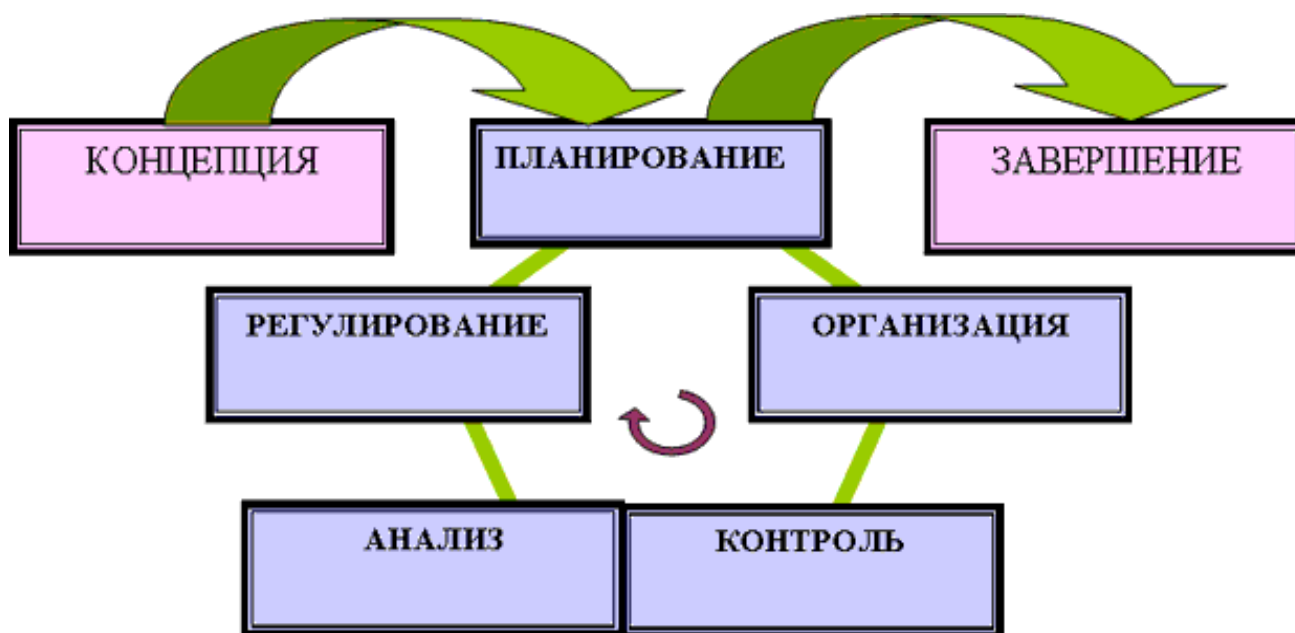 КОНЦЕПЦИЯ
ПЛАНИРОВАНИЕ
ЗАВЕРШЕНИЕ
РЕГУЛИРОВАНИЕ
ОРГАНИЗАЦИЯ
АНАЛИЗ
КОНТРОЛЬ